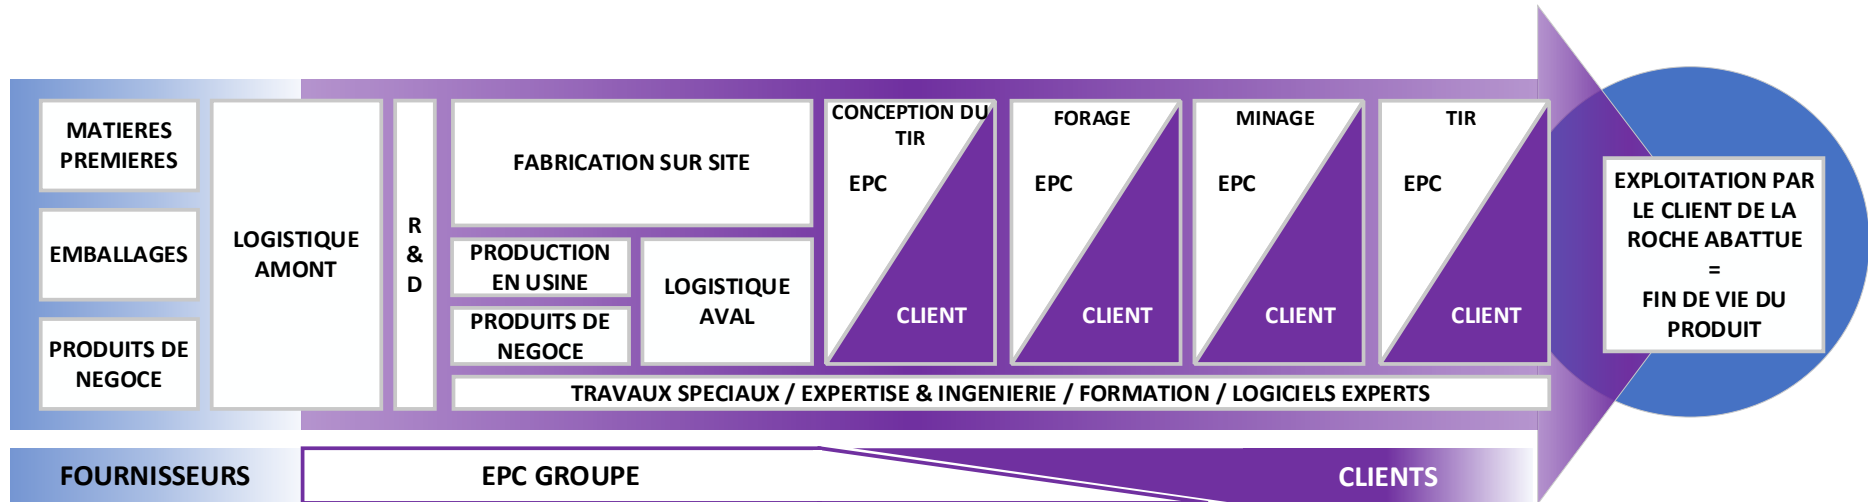 MATIERES
PREMIERES
EMBALLAGES
PRODUITS DE
NEGOCE
LOGISTIQUE
AMONT
R
&
D
FABRICATION SUR SITE
PRODUCTION
EN USINE
PRODUITS DE
NEGOCE
LOGISTIQUE
AVAL
CONCEPTION DU
TIR
EPC
CLIENT
FORAGE
EPC
CLIENT
MINAGE
EPC
CLIENT
TIR
EPC
CLIENT
TRAVAUX SPECIAUX / EXPERTISE & INGENIERIE / FORMATION / LOGICIELS EXPERTS
EXPLOITATION PAR
LE CLIENT DE LA
ROCHE ABATTUE
=
FIN DE VIE DU
PRODUIT
FOURNISSEURS
EPC GROUPE
CLIENTS